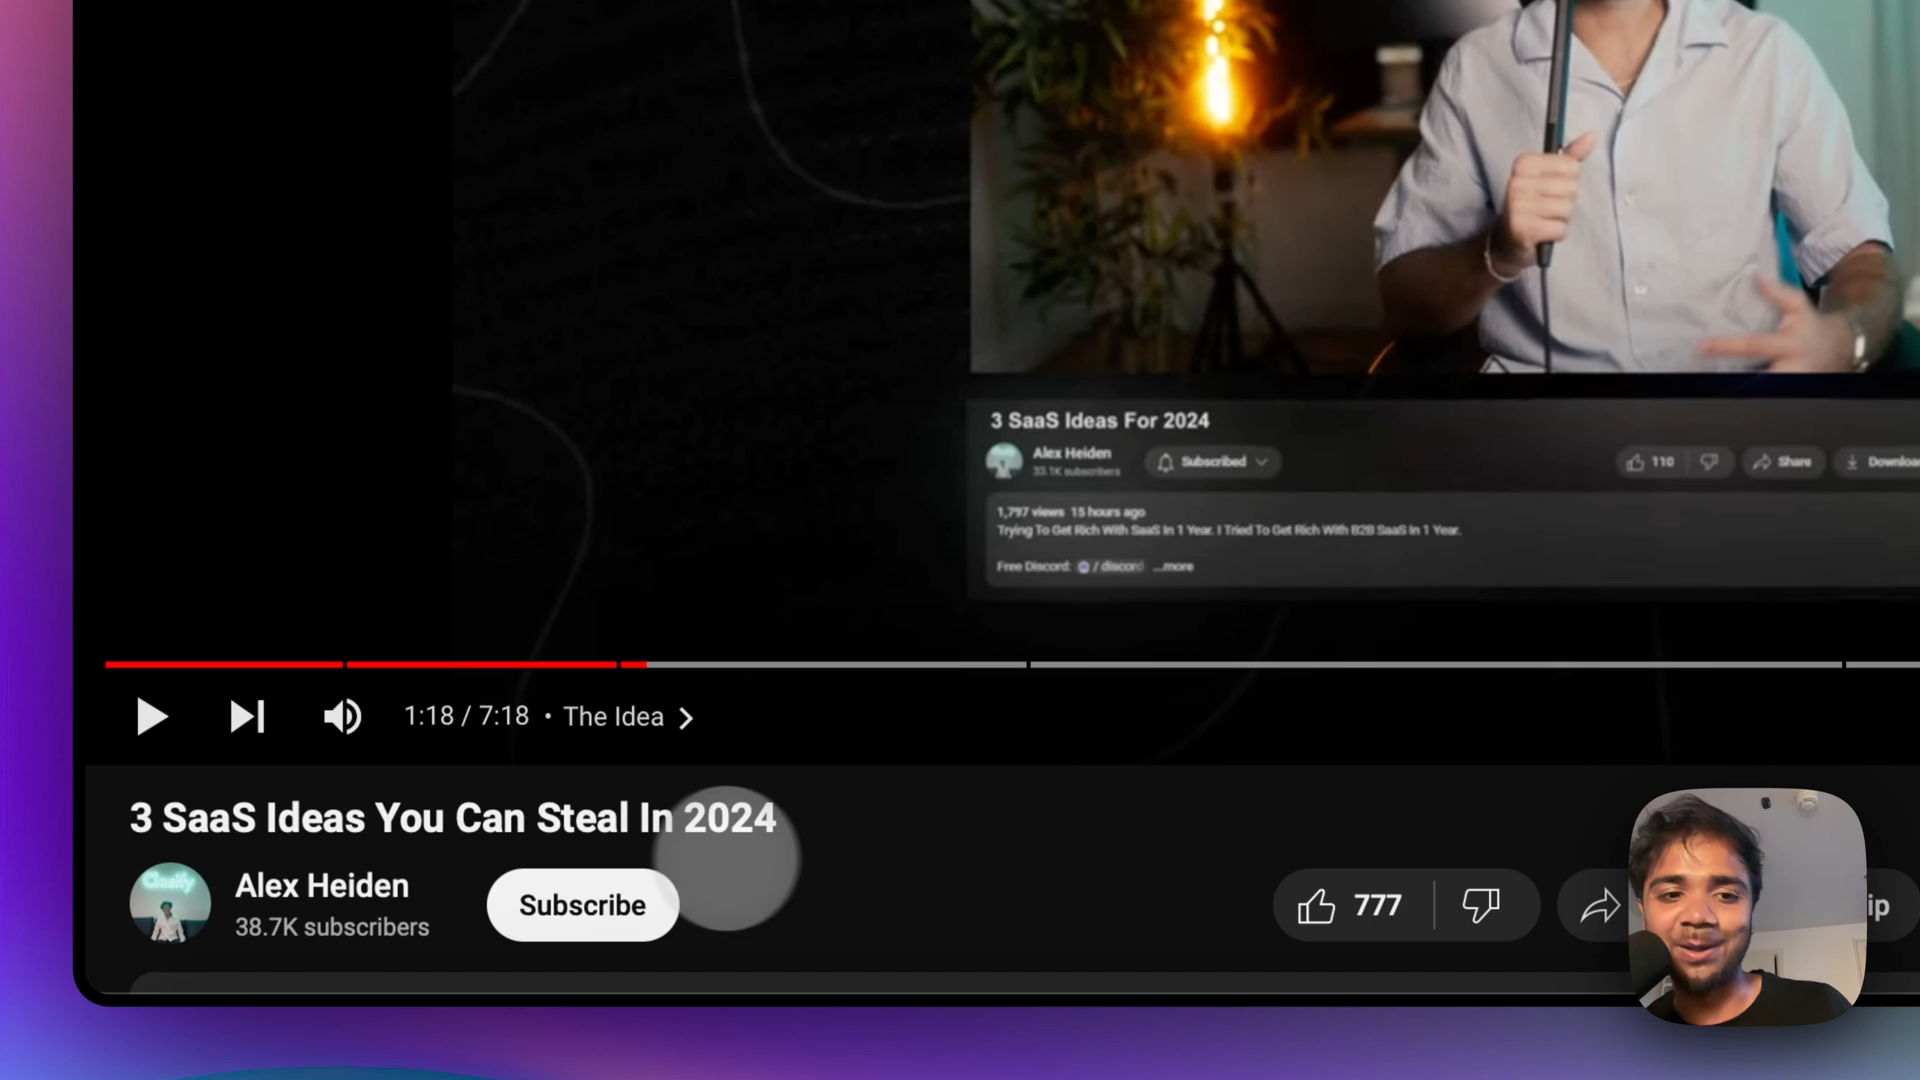 3 SaaS Ideas For 2024
Alex Heiden
33.1K subscribers
Subscribed
110
Share
1,797 views 15 hours ago
Trying To Get Rich With SaaS In 1 Year. I Tried To Get Rich With B2B SaaS In 1 Year.
Free Discord: / discord ...more
1:18 / 7:18 • The Idea
3 SaaS Ideas You Can Steal In 2024
Clasify
Alex Heiden
38.7K subscribers
Subscribe
777